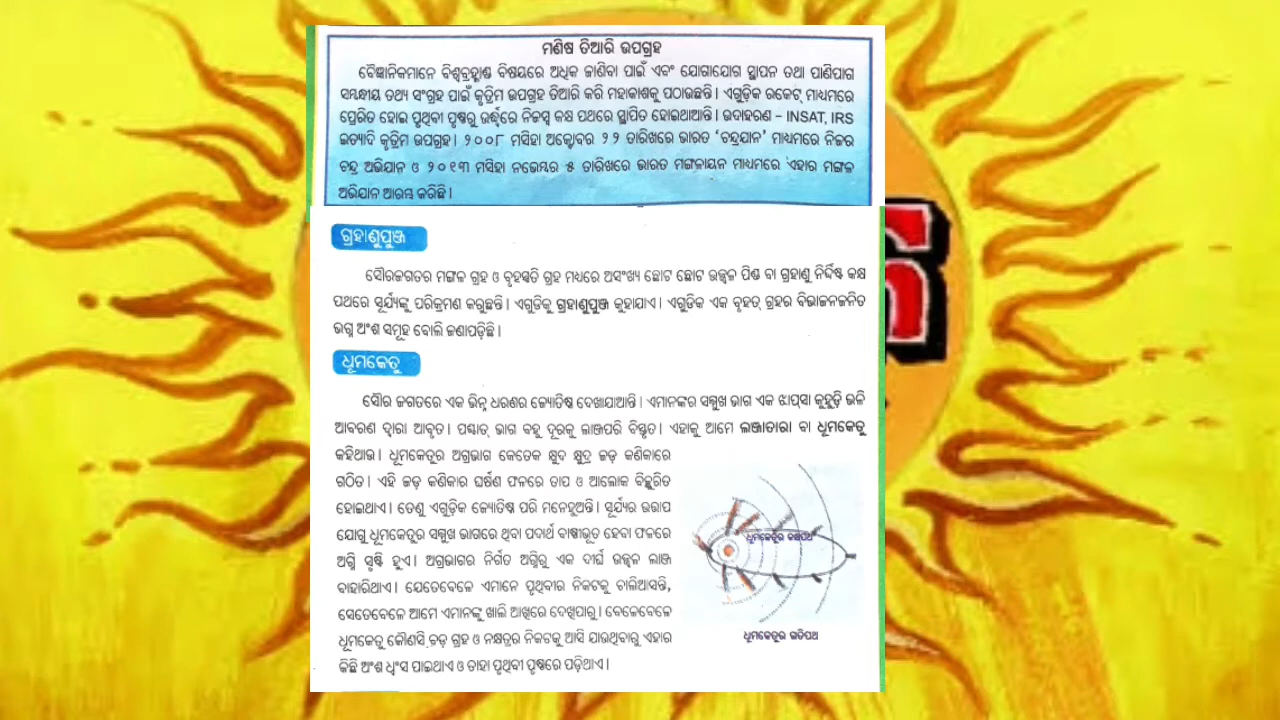 ମଣିଷ ତିଆରି ଉପଗ୍ରହ
ବୈଜ୍ଞାନିକମାନେ ବିଶ୍ୱବ୍ରହ୍ମାଣ୍ଡ ବିଷୟରେ ଅଧିକ ଜାଣିବା ପାଇଁ ଏବଂ ଯୋଗାଯୋଗ ସ୍ଥାପନ ତଥା ପାଣିପାଗ
ସମ୍ବନ୍ଧୀୟ ତଥ୍ୟ ସଂଗ୍ରହ ପାଇଁ କୃତ୍ରିମ ଉପଗ୍ରହ ତିଆରି କରି ମହାକାଶକୁ ପଠାଉଛନ୍ତି। ଏଗୁଡ଼ିକ ରକେଟ୍ ମାଧ୍ୟମରେ
ପ୍ରେରିତ ହୋଇ ପୃଥିବୀ ପୃଷ୍ଠରୁ ଊର୍ଦ୍ଧ୍ୱରେ ନିଜସ୍ୱ କକ୍ଷ ପଥରେ ସ୍ଥାପିତ ହୋଇଥାଆନ୍ତି। ଉଦାହରଣ – INSAT, IRS
ଇତ୍ୟାଦି କୃତ୍ରିମ ଉପଗ୍ରହ। ୨୦୦୮ ମସିହା ଅକ୍ଟୋବର ୨୨ ତାରିଖରେ ଭାରତ ‘ଚନ୍ଦ୍ରଯାନ’ ମାଧ୍ୟମରେ ନିଜର
ଚନ୍ଦ୍ର ଅଭିଯାନ ଓ ୨୦୧୩ ମସିହା ନଭେମ୍ବର ୫ ତାରିଖରେ ଭାରତ ମଙ୍ଗଳାୟନ ମାଧ୍ୟମରେ ଏହାର ମଙ୍ଗଳ
ଅଭିଯାନ ଆରମ୍ଭ କରିଛି।
ଗ୍ରହାଣୁପୁଞ୍ଜ
ସୌରଜଗତର ମଙ୍ଗଳ ଗ୍ରହ ଓ ବୃହସ୍ପତି ଗ୍ରହ ମଧ୍ୟରେ ଅସଂଖ୍ୟ ଛୋଟ ଛୋଟ ଉଜ୍ଜ୍ୱଳ ପିଣ୍ଡ ବା ଗ୍ରହାଣୁ ନିର୍ଦ୍ଦିଷ୍ଟ କକ୍ଷ
ପଥରେ ସୂର୍ଯ୍ୟଙ୍କୁ ପରିକ୍ରମଣ କରୁଛନ୍ତି। ଏଗୁଡ଼ିକୁ ଗ୍ରହାଣୁପୁଞ୍ଜ କୁହାଯାଏ। ଏଗୁଡ଼ିକ ଏକ ବୃହତ୍ ଗ୍ରହର ବିଭାଜନଜନିତ
ଭଗ୍ନ ଅଂଶ ସମୂହ ବୋଲି ଜଣାପଡ଼ିଛି।
ଧୂମକେତୁ
ସୌର ଜଗତରେ ଏକ ଭିନ୍ନ ଧରଣର ଜ୍ୟୋତିଷ୍କ ଦେଖାଯାଆନ୍ତି। ଏମାନଙ୍କର ସମ୍ମୁଖ ଭାଗ ଏକ ଝାପ୍‌ସା କୁହୁଡ଼ି ଭଳି
ଆବରଣ ଦ୍ୱାରା ଆବୃତ। ପଶ୍ଚାତ୍ ଭାଗ ବହୁ ଦୂରକୁ ଲାଞ୍ଜପରି ବିସ୍ତୃତ। ଏହାକୁ ଆମେ ଲଞ୍ଜାତାରା ବା ଧୂମକେତୁ
କହିଥାଉ। ଧୂମକେତୁର ଅଗ୍ରଭାଗ କେତେକ କ୍ଷୁଦ୍ର କ୍ଷୁଦ୍ର ଜଡ଼ କଣିକାରେ
ଗଠିତ। ଏହି ଜଡ଼ କଣିକାର ଘର୍ଷଣ ଫଳରେ ତାପ ଓ ଆଲୋକ ବିଚ୍ଛୁରିତ
ହୋଇଥାଏ। ତେଣୁ ଏଗୁଡ଼ିକ ଜ୍ୟୋତିଷ୍କ ପରି ମନେହୁଅନ୍ତି। ସୂର୍ଯ୍ୟର ଉତ୍ତାପ
ଯୋଗୁ ଧୂମକେତୁର ସମ୍ମୁଖ ଭାଗରେ ଥିବା ପଦାର୍ଥ ବାଷ୍ପୀଭୂତ ହେବା ଫଳରେ
ଅଗ୍ନି ସୃଷ୍ଟି ହୁଏ। ଅଗ୍ରଭାଗର ନିର୍ଗତ ଅଗ୍ନିରୁ ଏକ ଦୀର୍ଘ ଉଜ୍ଜ୍ୱଳ ଲାଞ୍ଜ
ବାହାରିଥାଏ। ଯେତେବେଳେ ଏମାନେ ପୃଥିବୀର ନିକଟକୁ ଚାଲିଆସନ୍ତି,
ସେତେବେଳେ ଆମେ ଏମାନଙ୍କୁ ଖାଲି ଆଖିରେ ଦେଖିପାରୁ। ବେଳେବେଳେ
ଧୂମକେତୁ କୌଣସି ବଡ଼ ଗ୍ରହ ଓ ନକ୍ଷତ୍ରର ନିକଟକୁ ଆସି ଯାଉଥିବାରୁ ଏହାର
କିଛି ଅଂଶ ଧ୍ୱଂସ ପାଇଥାଏ ଓ ତାହା ପୃଥିବୀ ପୃଷ୍ଠରେ ପଡ଼ିଥାଏ।
ଧୂମକେତୁର କକ୍ଷପଥ
ଧୂମକେତୁର ଗତିପଥ